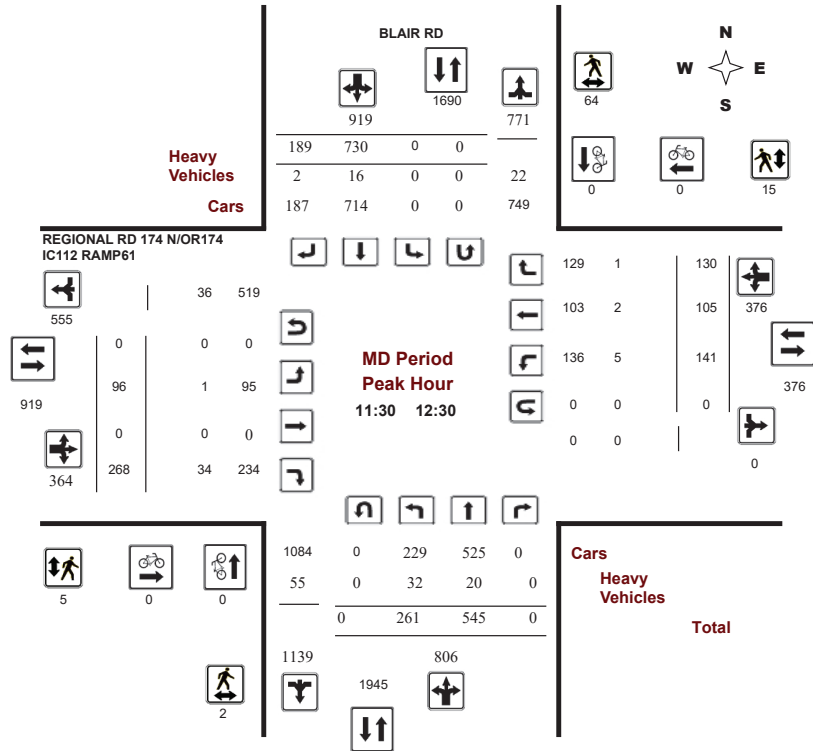 BLAIR RD
N
W E
S
1690
64
919
771
189 730 0 0
Heavy
Vehicles
2 16 0 0 22
Cars
187 714 0 0 749
0 0 15
REGIONAL RD 174 N/OR174
IC112 RAMP61
36 519
555
0 0 0
919
96 1 95
0 0 0
364
268 34 234
MD Period
Peak Hour
11:30 12:30
129 1 130
103 2 105
376
136 5 141
376
0 0 0
0 0
0
1084 0 229 525 0
55 0 32 20 0
0 261 545 0
Cars
Heavy
Vehicles
Total
5 0 0
1139 806
1945
2